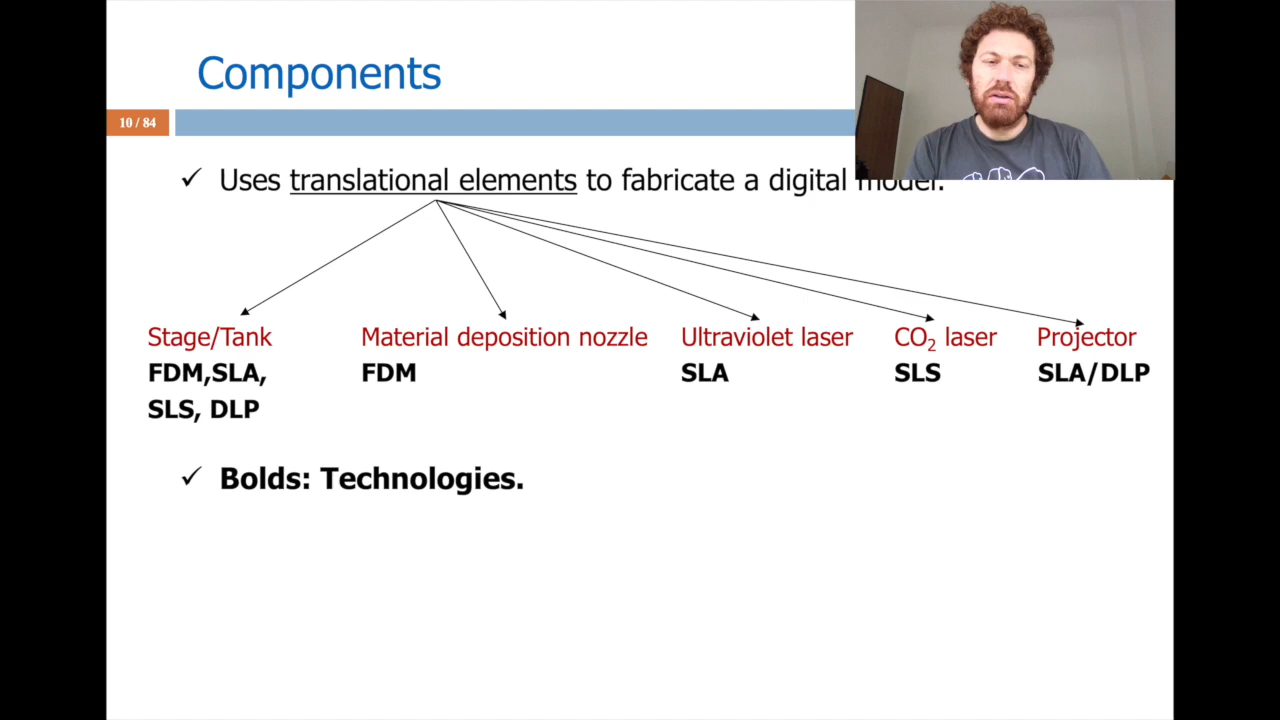 Components
10 / 84
✓ Uses translational elements to fabricate a digital model.
Stage/Tank
FDM,SLA,
SLS, DLP
Material deposition nozzle
FDM
Ultraviolet laser
SLA
CO₂ laser
SLS
Projector
SLA/DLP
✓ Bolds: Technologies.